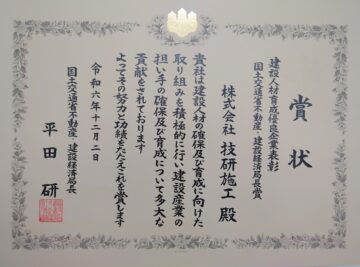 賞状
建設人材育成優良企業表彰
国土交通省不動産・建設経済局長賞
株式会社 技研施工 殿
貴社は建設人材の確保及び育成に向けた
取り組みを積極的に行い建設産業の
担い手の確保及び育成について多大な
貢献をされております
よってその努力と功績をたたえこれを賞します
令和六年十二月二日
国土交通省不動産・建設経済局長
平田 研